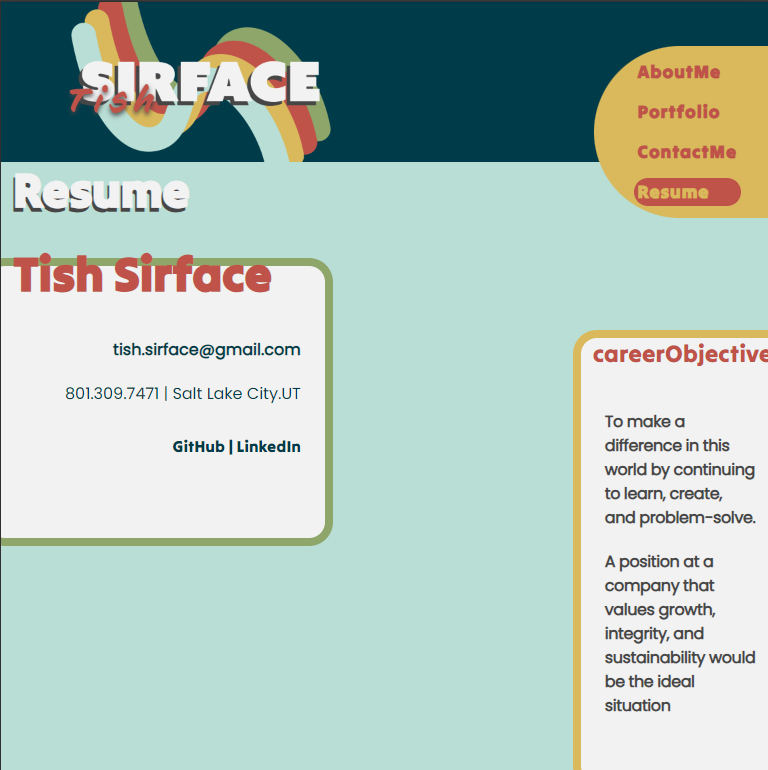 SIRFACE
Tish
AboutMe
Portfolio
ContactMe
Resume
Resume
Tish Sirface
tish.sirface@gmail.com
801.309.7471 | Salt Lake City.UT
GitHub | LinkedIn
careerObjective
To make a
difference in this
world by continuing
to learn, create,
and problem-solve.
A position at a
company that
values growth,
integrity, and
sustainability would
be the ideal
situation